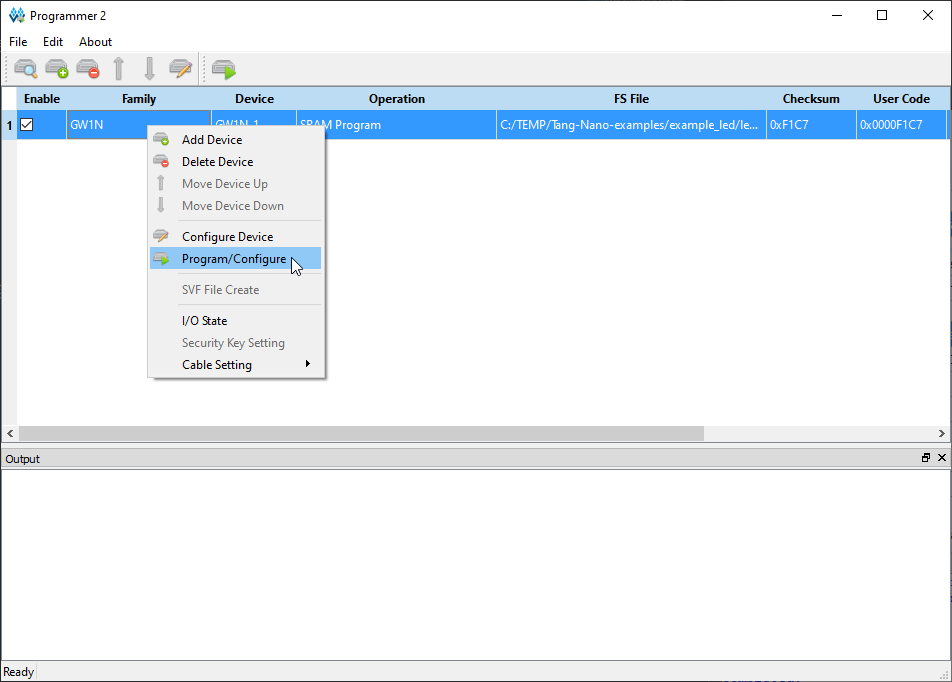 Programmer 2
File Edit About
Enable Family Device Operation FS File Checksum User Code
1 GW1N GW1N-1 SRAM Program C:/TEMP/Tang-Nano-examples/example_led/le... 0xF1C7 0x0000F1C7
Add Device
Delete Device
Move Device Up
Move Device Down
Configure Device
Program/Configure
SVF File Create
I/O State
Security Key Setting
Cable Setting
Output
Ready